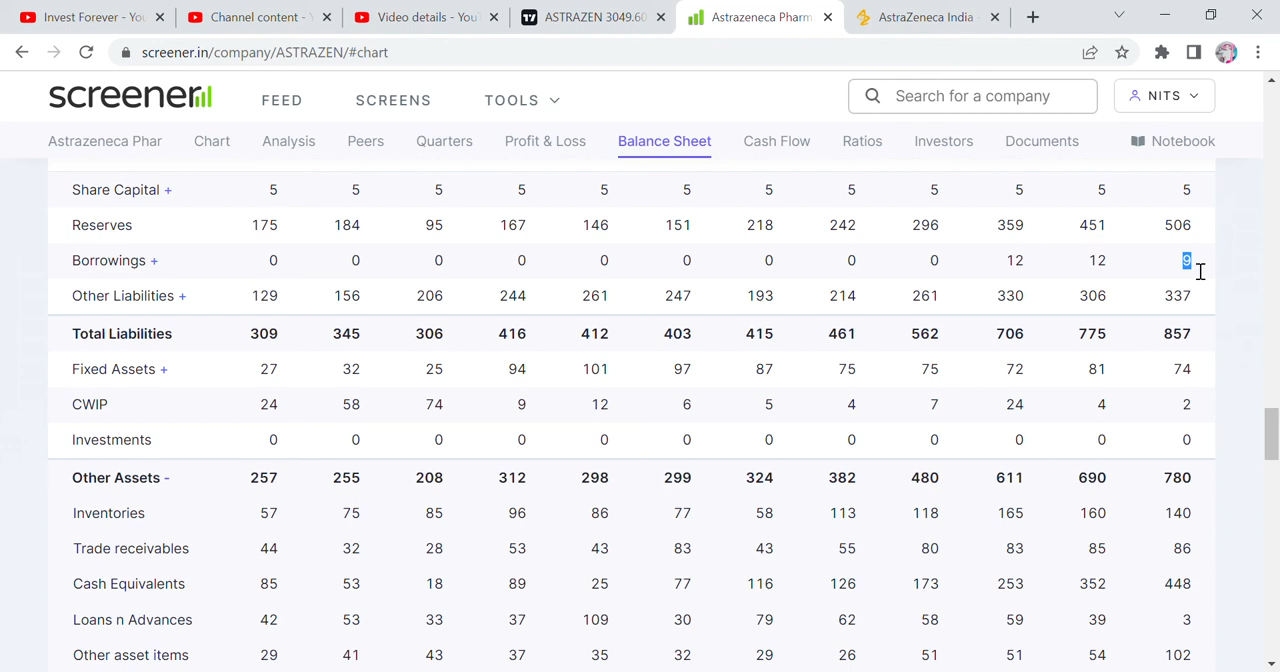 Invest Forever - You
Channel content -
Video details - You
ASTRAZEN 3049.60
Astrazeneca Pharm
AstraZeneca India -
screener.in/company/ASTRAZEN/#chart
screener
FEED
SCREENS
TOOLS
Search for a company
NITS
Astrazeneca Phar Chart Analysis Peers Quarters Profit & Loss Balance Sheet Cash Flow Ratios Investors Documents Notebook
Share Capital + 5 5 5 5 5 5 5 5 5 5 5 5
Reserves 175 184 95 167 146 151 218 242 296 359 451 506
Borrowings + 0 0 0 0 0 0 0 0 0 12 12 9
Other Liabilities + 129 156 206 244 261 247 193 214 261 330 306 337
Total Liabilities 309 345 306 416 412 403 415 461 562 706 775 857
Fixed Assets + 27 32 25 94 101 97 87 75 75 72 81 74
CWIP 24 58 74 9 12 6 5 4 7 24 4 2
Investments 0 0 0 0 0 0 0 0 0 0 0 0
Other Assets - 257 255 208 312 298 299 324 382 480 611 690 780
Inventories 57 75 85 96 86 77 58 113 118 165 160 140
Trade receivables 44 32 28 53 43 83 43 55 80 83 85 86
Cash Equivalents 85 53 18 89 25 77 116 126 173 253 352 448
Loans n Advances 42 53 33 37 109 30 79 62 58 59 39 3
Other asset items 29 41 43 37 35 32 29 26 51 51 54 102